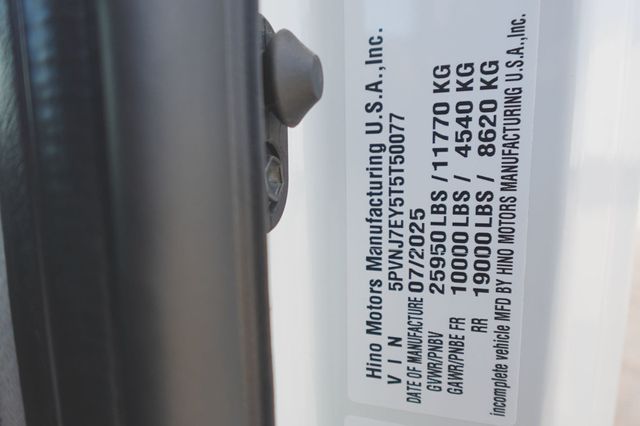 Hino Motors Manufacturing U.S.A.,Inc.
VIN 5PVNJ7EY5T5T50077
DATE OF MANUFACTURE 07/2025
GVWR/PNBV 25950 LBS / 11770 KG
GAWR/PNBE FR 10000 LBS / 4540 KG
RR 19000 LBS / 8620 KG
incomplete vehicle MFD BY HINO MOTORS MANUFACTURING U.S.A.,Inc.